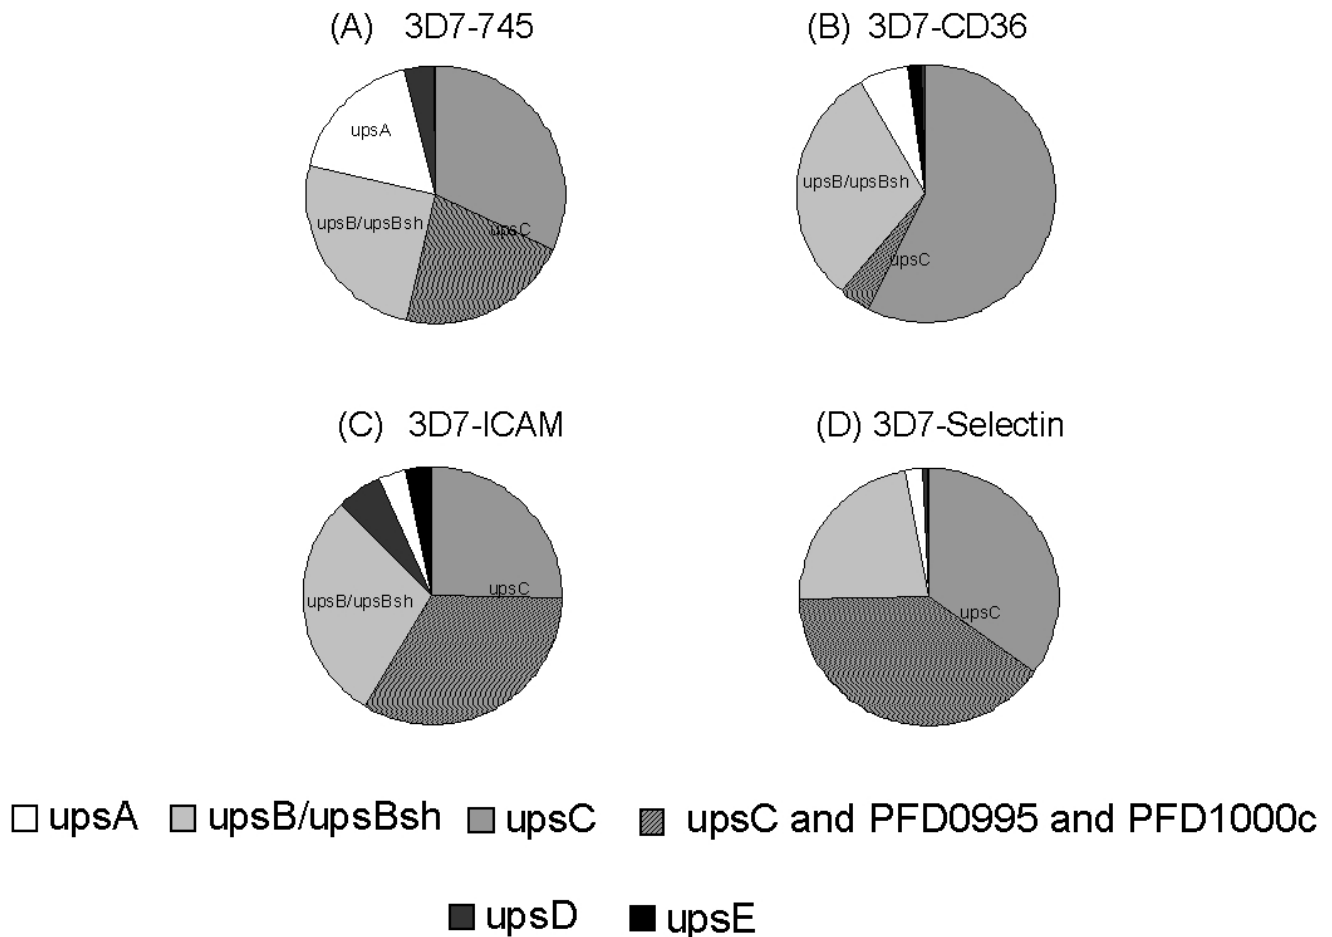 (A) 3D7-745
(B) 3D7-CD36
upsA
upsB/upsBsh
upsC
upsB/upsBsh
upsC
(C) 3D7-ICAM
(D) 3D7-Selectin
upsB/upsBsh
upsC
upsC
upsA upsB/upsBsh upsC upsC and PFD0995 and PFD1000c
upsD upsE